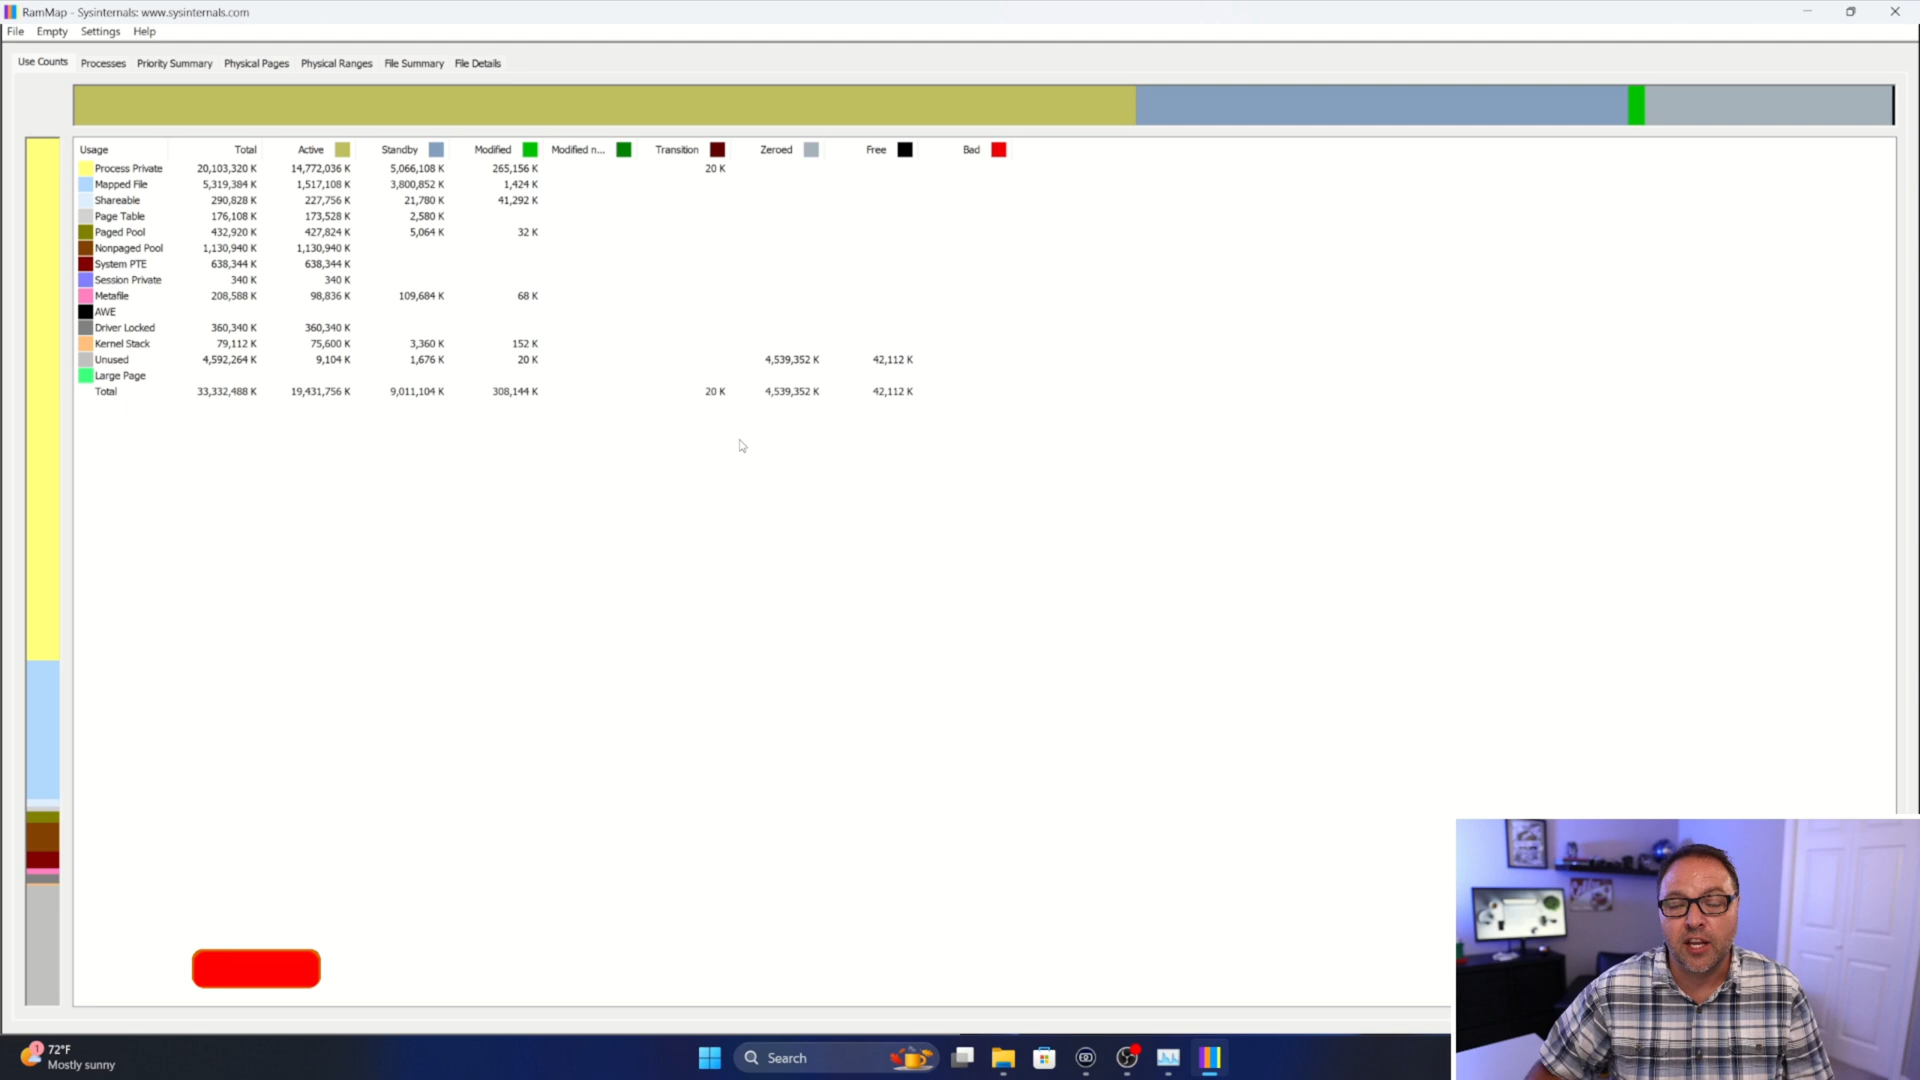 RamMap - Sysinternals: www.sysinternals.com
File Empty Settings Help
Use Counts Processes Priority Summary Physical Pages Physical Ranges File Summary File Details
Usage Total Active Standby Modified Modified n... Transition Zeroed Free Bad
Process Private 20,103,320 K 14,772,036 K 5,066,108 K 265,156 K 20 K
Mapped File 5,319,384 K 1,517,108 K 3,800,852 K 1,424 K
Shareable 290,828 K 227,756 K 21,780 K 41,292 K
Page Table 176,108 K 173,528 K 2,580 K
Paged Pool 432,920 K 427,824 K 5,064 K 32 K
Nonpaged Pool 1,130,940 K 1,130,940 K
System PTE 638,344 K 638,344 K
Session Private 340 K 340 K
Metafile 208,588 K 98,836 K 109,684 K 68 K
AWE
Driver Locked 360,340 K 360,340 K
Kernel Stack 79,112 K 75,600 K 3,360 K 152 K
Unused 4,592,264 K 9,104 K 1,676 K 20 K 4,539,352 K 42,112 K
Large Page
Total 33,332,488 K 19,431,756 K 9,011,104 K 308,144 K 20 K 4,539,352 K 42,112 K
1 72°F
Mostly sunny
Search